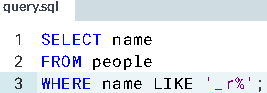 query.sql
1 SELECT name
2 FROM people
3 WHERE name LIKE '_r%';